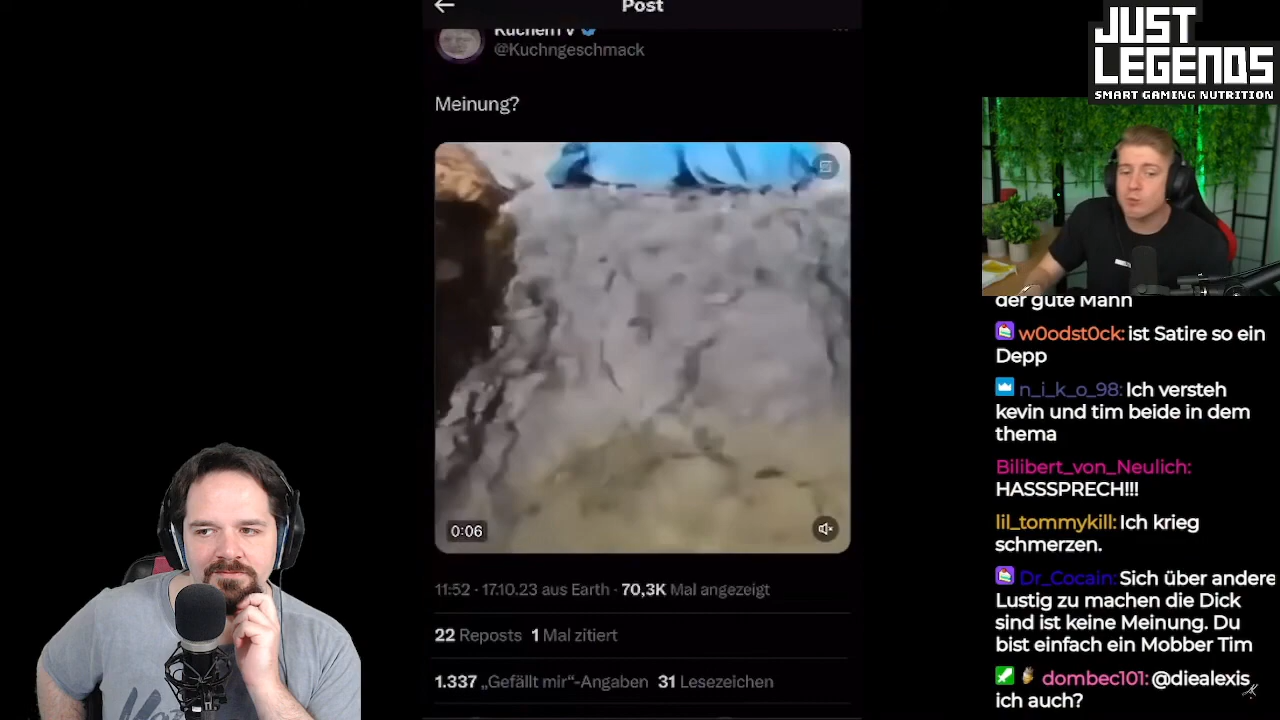 Post
@Kuchngeschmack
Meinung?
0:06
11:52 · 17.10.23 aus Earth · 70,3K Mal angezeigt
22 Reposts 1 Mal zitiert
1.337 „Gefällt mir“-Angaben 31 Lesezeichen
JUST
LEGENDS
SMART GAMING NUTRITION
der gute Mann
w0odst0ck: ist Satire so ein
Depp
n_i_k_o_98: Ich versteh
kevin und tim beide in dem
thema
Bilibert_von_Neulich:
HASSSPRECH!!!
lil_tommykill: Ich krieg
schmerzen.
Dr_Cocain: Sich über andere
Lustig zu machen die Dick
sind ist keine Meinung. Du
bist einfach ein Mobber Tim
dombec101: @diealexis_
ich auch?